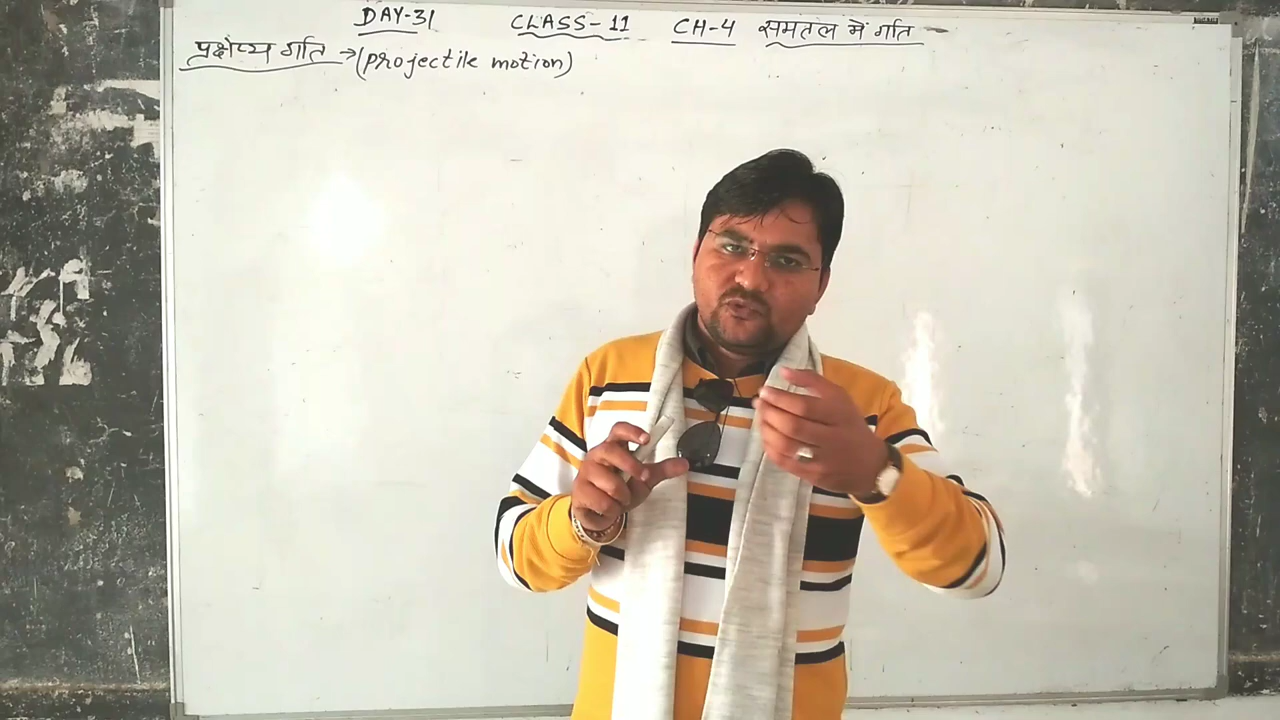 DAY-31 CLASS-11 CH-4 समतल में गति
प्रक्षेप्य गति → (projectile motion)